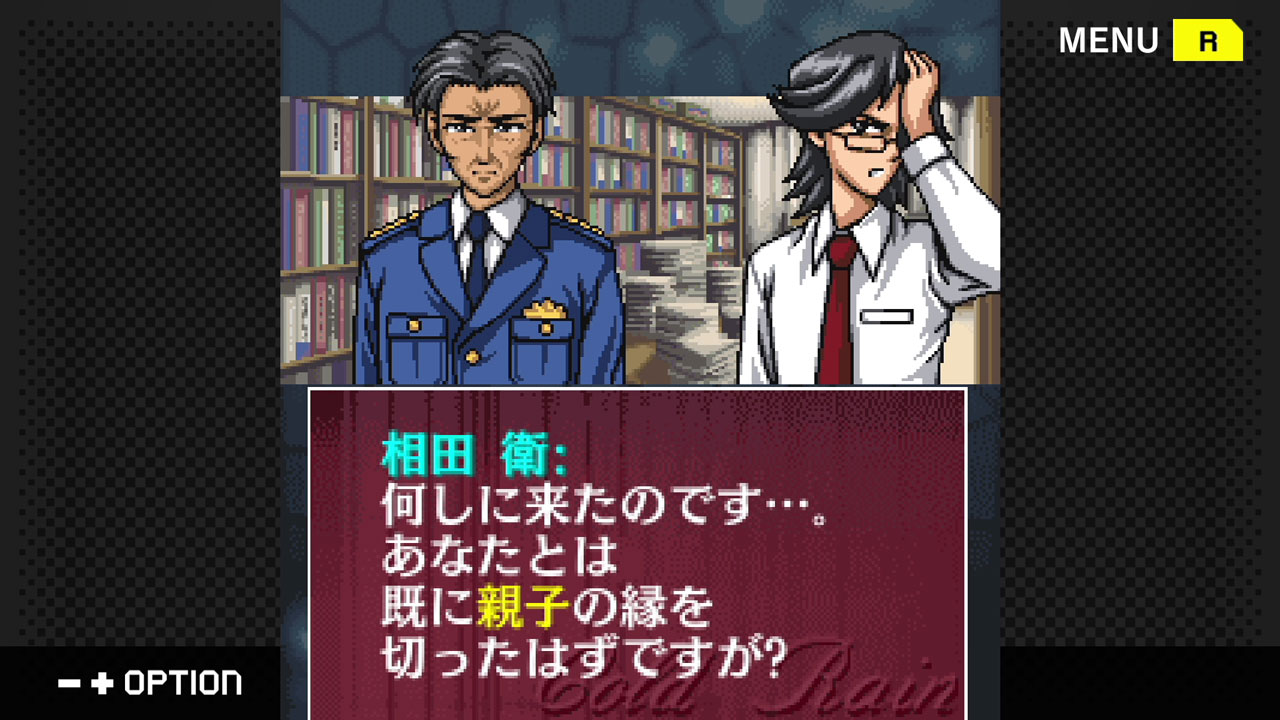 MENU R
相田 衛:
何しに来たのです…。
あなたとは
既に親子の縁を
切ったはずですが?
Cold Rain
OPTION